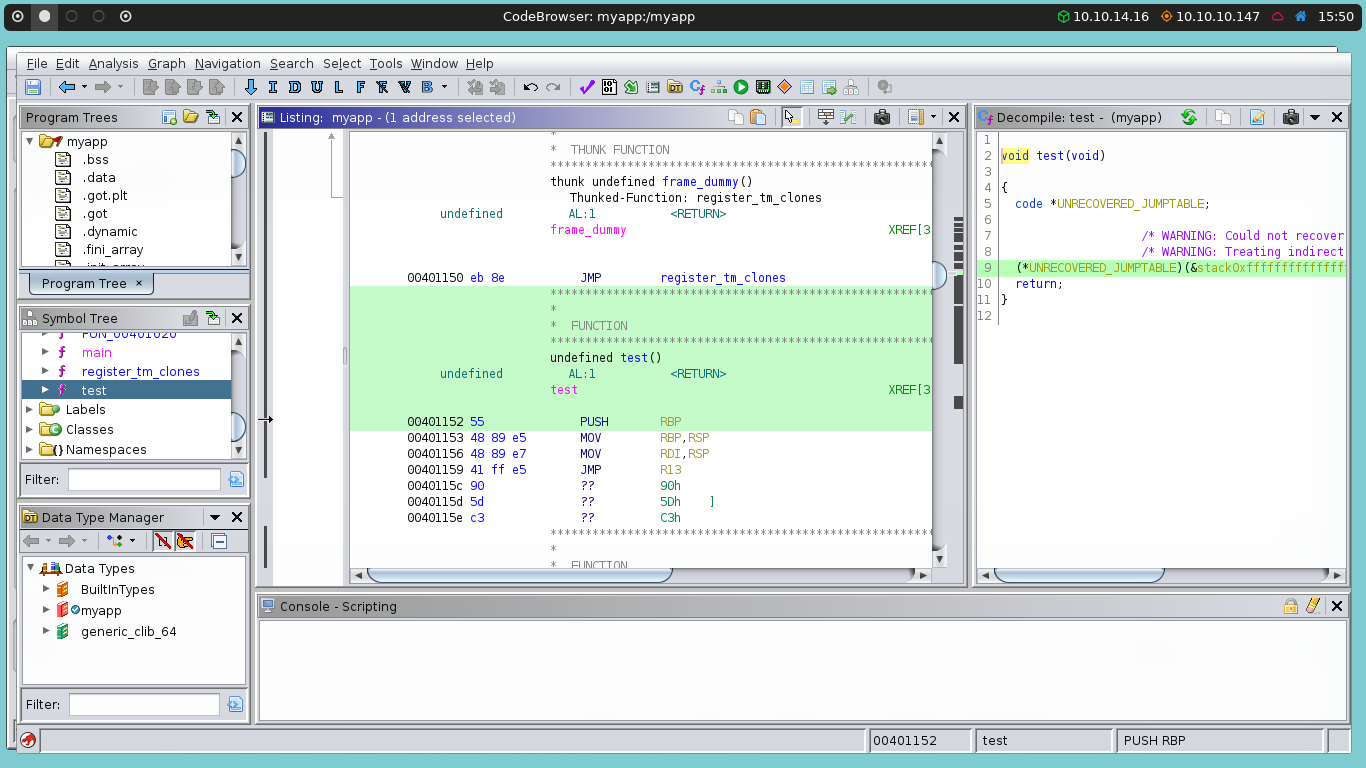 CodeBrowser: myapp:/myapp
10.10.14.16
10.10.10.147
15:50
File Edit Analysis Graph Navigation Search Select Tools Window Help
I D U L F R V B
Program Trees
myapp
.bss
.data
.got.plt
.got
.dynamic
.fini_array
Program Tree ×
Symbol Tree
FUN_00401020
main
register_tm_clones
test
Labels
Classes
Namespaces
Filter:
Data Type Manager
Data Types
BuiltInTypes
myapp
generic_clib_64
Filter:
Listing: myapp - (1 address selected)
*
* THUNK FUNCTION
*******************************************************
thunk undefined frame_dummy()
Thunked-Function: register_tm_clones
undefined AL:1 <RETURN>
frame_dummy XREF[3
00401150 eb 8e JMP register_tm_clones
*******************************************************
*
* FUNCTION
*******************************************************
undefined test()
undefined AL:1 <RETURN>
test XREF[3
00401152 55 PUSH RBP
00401153 48 89 e5 MOV RBP,RSP
00401156 48 89 e7 MOV RDI,RSP
00401159 41 ff e5 JMP R13
0040115c 90 ?? 90h
0040115d 5d ?? 5Dh ]
0040115e c3 ?? C3h
*******************************************************
*
* FUNCTION
Decompile: test - (myapp)
1
2 void test(void)
3
4 {
5 code *UNRECOVERED_JUMPTABLE;
6
7 /* WARNING: Could not recover
8 /* WARNING: Treating indirect
9 (*UNRECOVERED_JUMPTABLE)(&stack0xffffffffffffff
10 return;
11 }
12
Console - Scripting
00401152
test
PUSH RBP